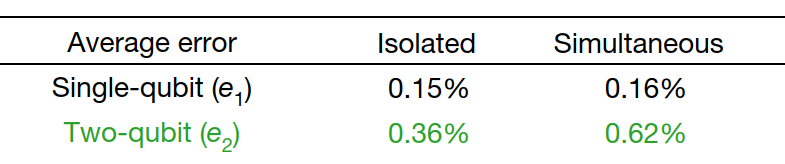 Average error Isolated Simultaneous
Single-qubit (e₁) 0.15% 0.16%
Two-qubit (e₂) 0.36% 0.62%